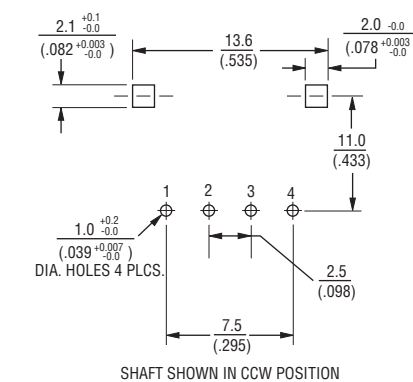 2.1 +0.1 -0.0
(.082 +0.003 -0.0 )
13.6
(.535)
2.0 -0.0
(.078 +0.003 -0.0
11.0
(.433)
1 2 3 4
1.0 +0.2 -0.0
(.039 +0.007 -0.0 )
DIA. HOLES 4 PLCS.
2.5
(.098)
7.5
(.295)
SHAFT SHOWN IN CCW POSITION